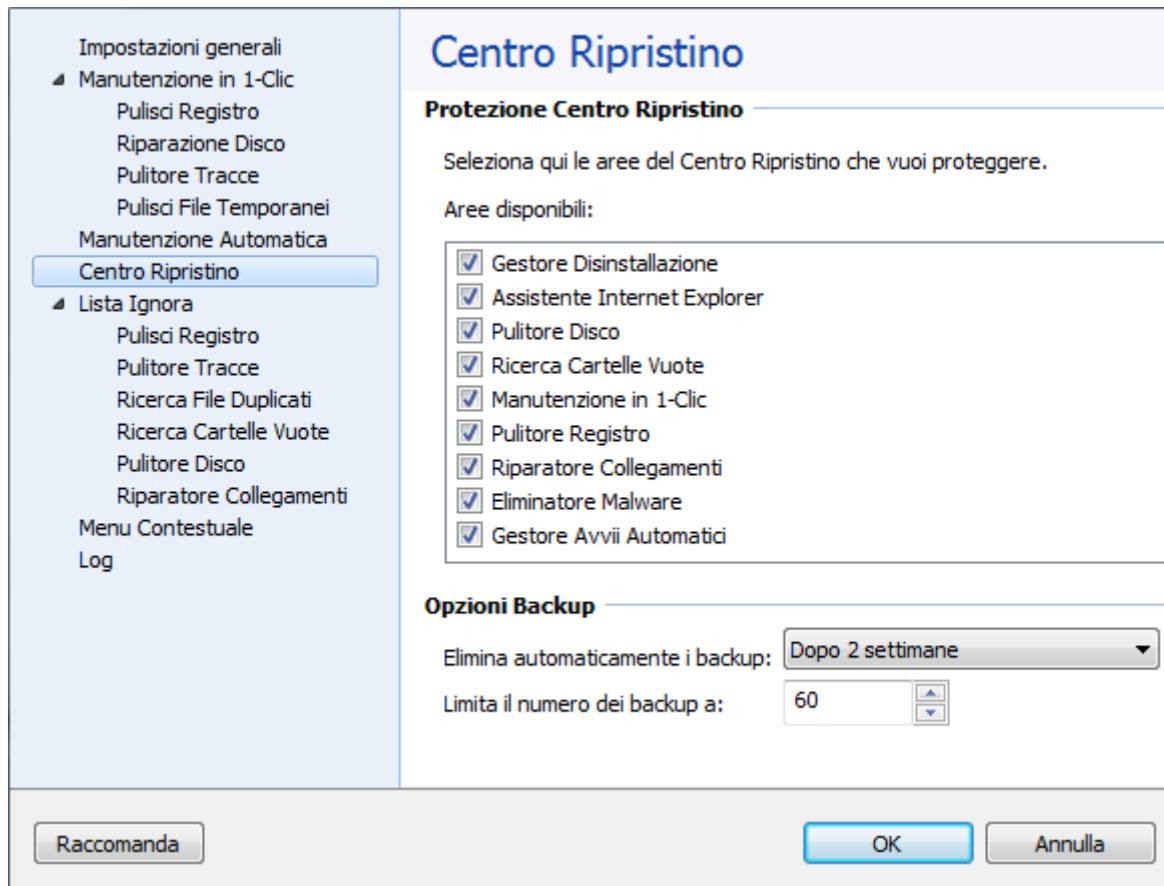 Impostazioni generali
Manutenzione in 1-Clic
Pulisci Registro
Riparazione Disco
Pulitore Tracce
Pulisci File Temporanei
Manutenzione Automatica
Centro Ripristino
Lista Ignora
Pulisci Registro
Pulitore Tracce
Ricerca File Duplicati
Ricerca Cartelle Vuote
Pulitore Disco
Riparatore Collegamenti
Menu Contestuale
Log
Centro Ripristino
Protezione Centro Ripristino
Seleziona qui le aree del Centro Ripristino che vuoi proteggere.
Aree disponibili:
Gestore Disinstallazione
Assistente Internet Explorer
Pulitore Disco
Ricerca Cartelle Vuote
Manutenzione in 1-Clic
Pulitore Registro
Riparatore Collegamenti
Eliminatore Malware
Gestore Avvii Automatici
Opzioni Backup
Elimina automaticamente i backup: Dopo 2 settimane
Limita il numero dei backup a: 60
Raccomanda OK Annulla